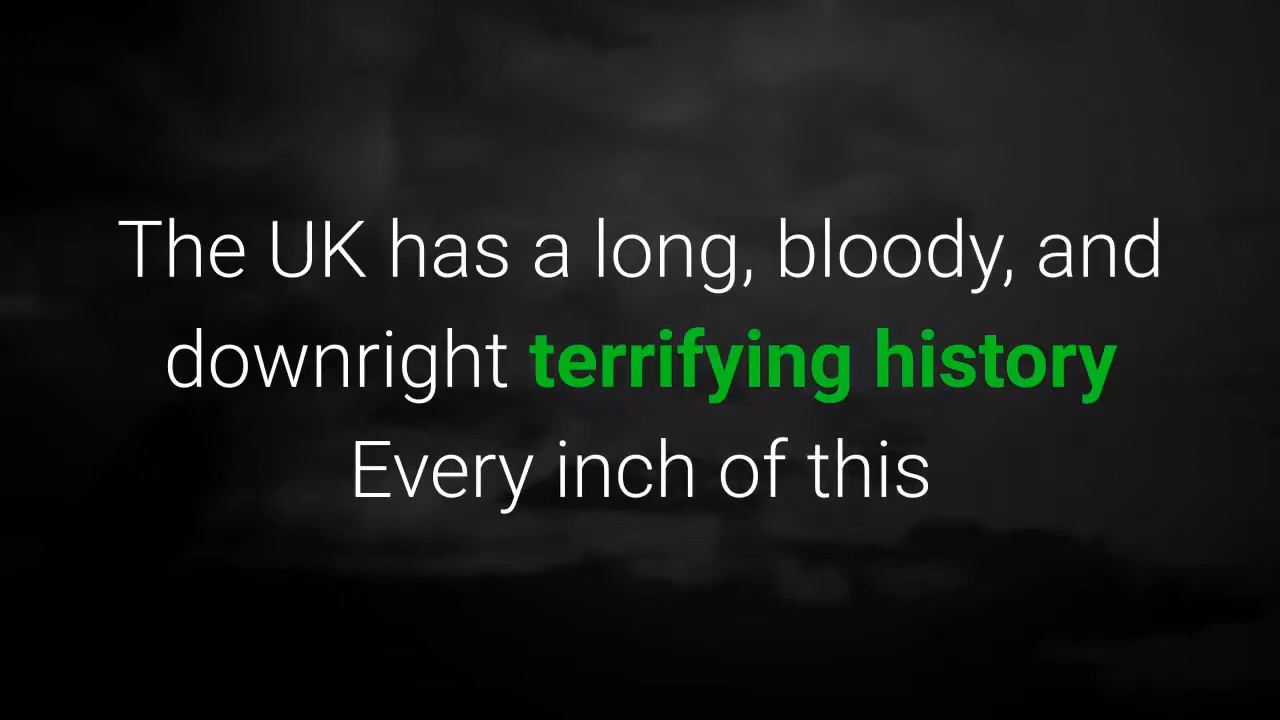 The UK has a long, bloody, and
downright terrifying history
Every inch of this